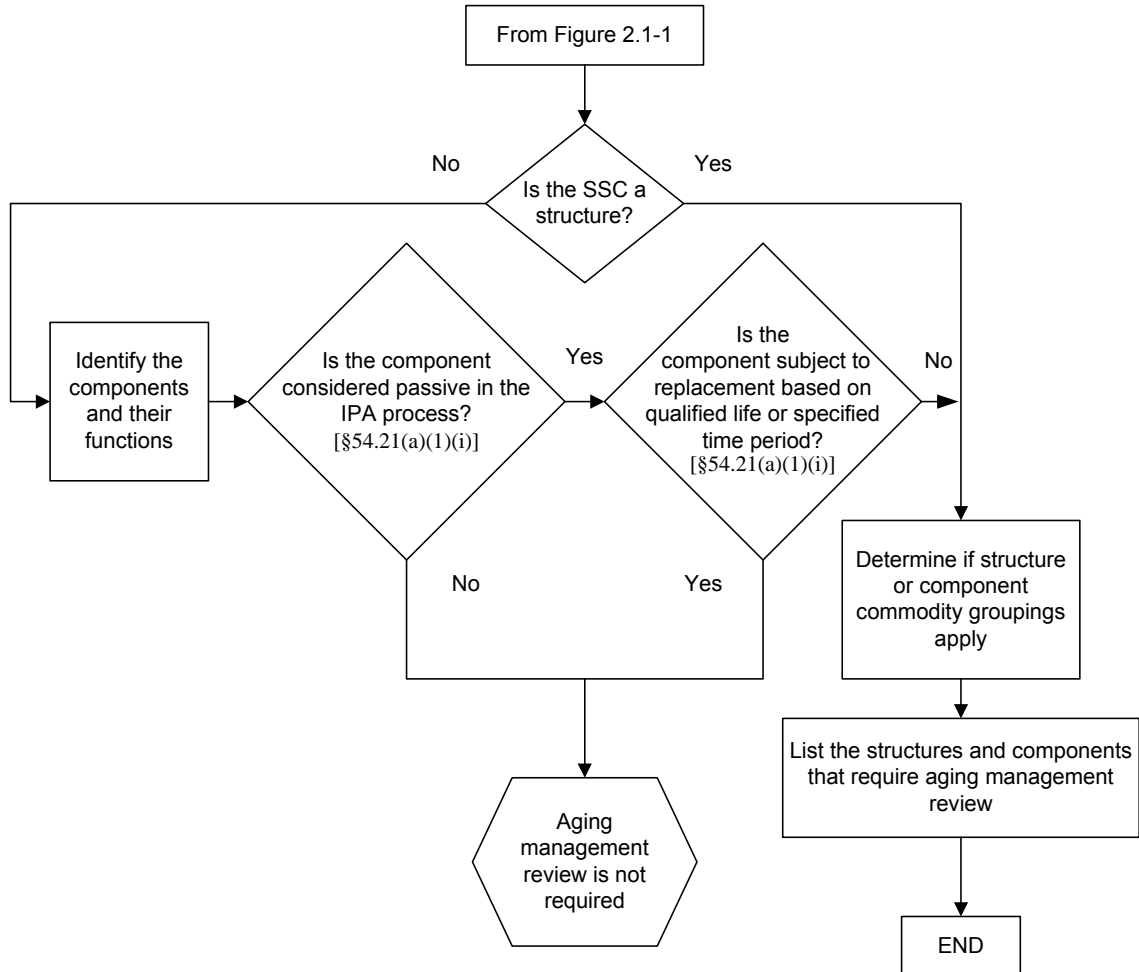 From Figure 2.1-1
No
Yes
Is the SSC a
structure?
Identify the
components
and their
functions
Is the component
considered passive in the
IPA process?
[§54.21(a)(1)(i)]
Yes
Is the
component subject to
replacement based on
qualified life or specified
time period?
[§54.21(a)(1)(i)]
No
No
Yes
Determine if structure
or component
commodity groupings
apply
List the structures and components
that require aging management
review
Aging
management
review is not
required
END